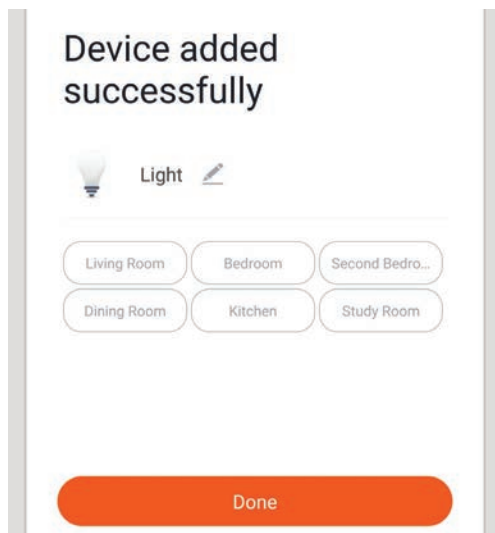 Device added
successfully
Light
Living Room Bedroom Second Bedro...
Dining Room Kitchen Study Room
Done